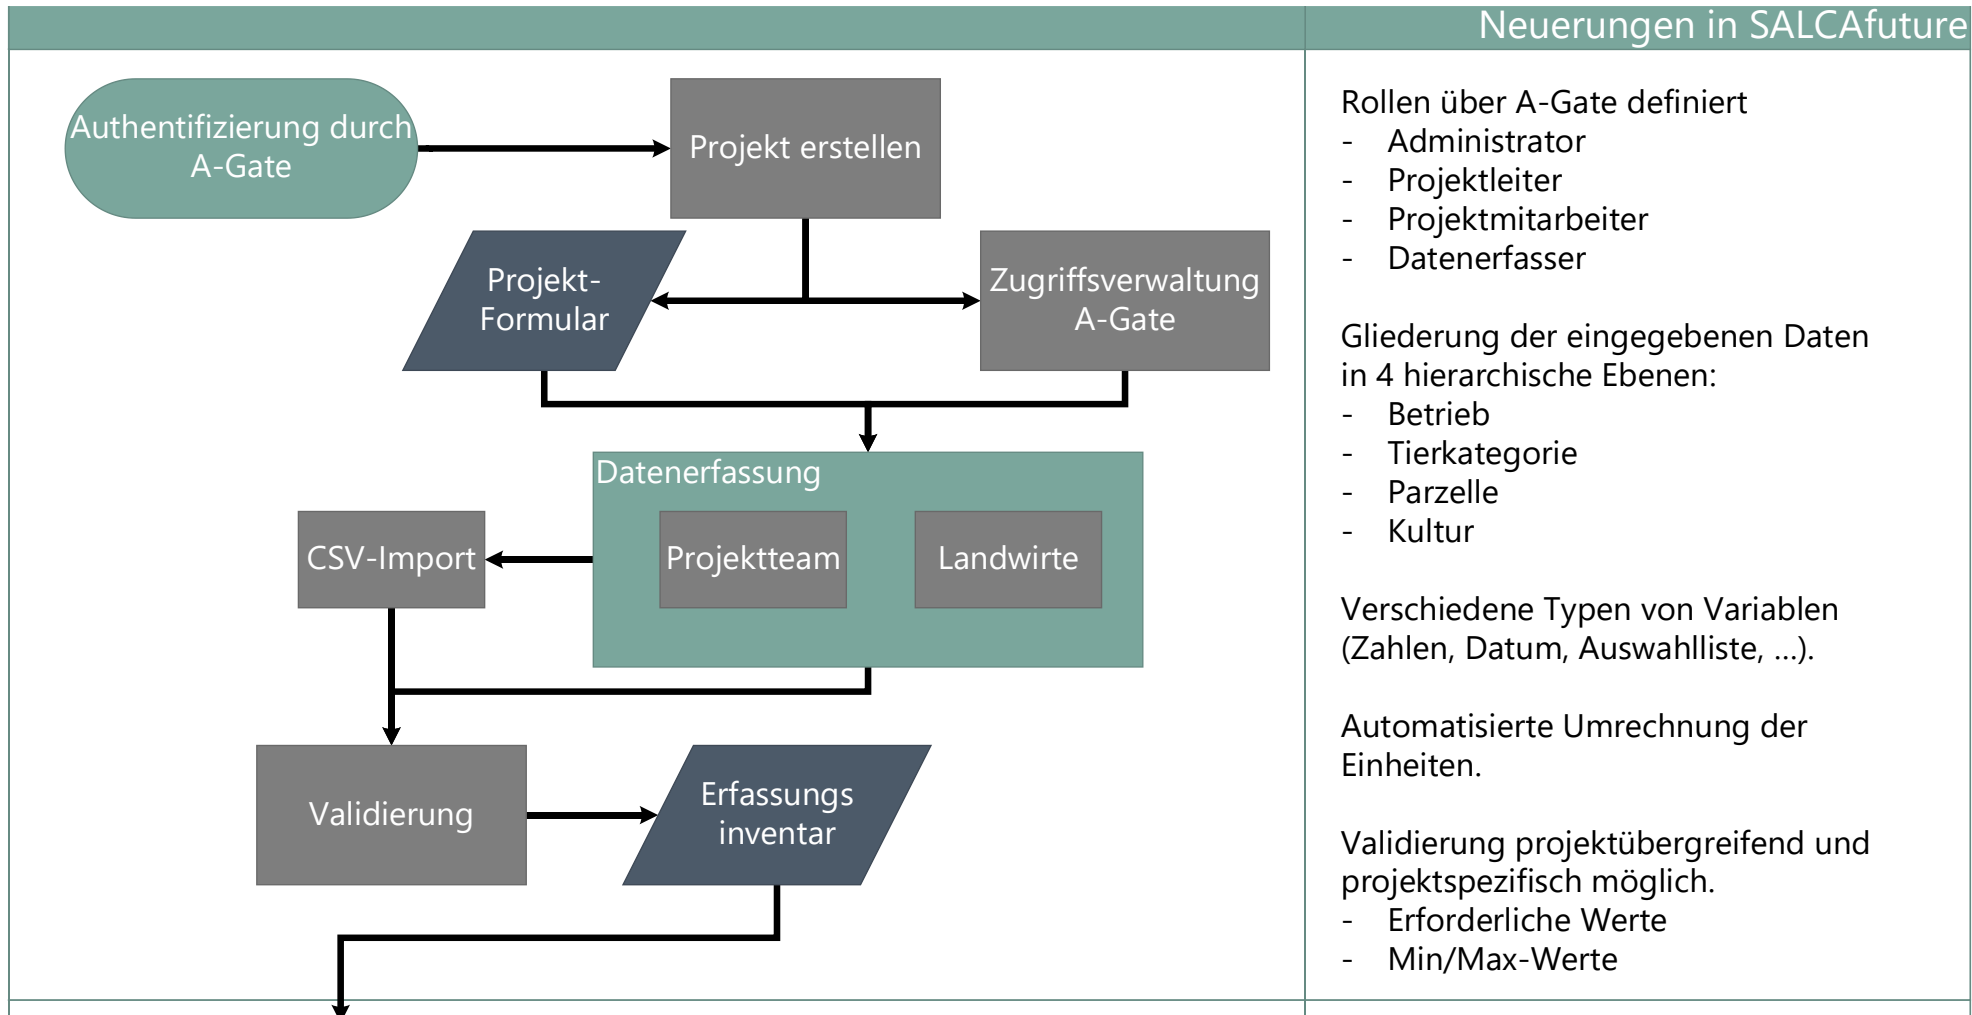 Neuerungen in SALCAfuture
Authentifizierung durch
A-Gate
Projekt erstellen
Projekt-
Formular
Zugriffsverwaltung
A-Gate
Datenerfassung
CSV-Import
Projektteam
Landwirte
Validierung
Erfassungs
inventar
Rollen über A-Gate definiert
- Administrator
- Projektleiter
- Projektmitarbeiter
- Datenerfasser
Gliederung der eingegebenen Daten
in 4 hierarchische Ebenen:
- Betrieb
- Tierkategorie
- Parzelle
- Kultur
Verschiedene Typen von Variablen
(Zahlen, Datum, Auswahlliste, ...).
Automatisierte Umrechnung der
Einheiten.
Validierung projektübergreifend und
projektspezifisch möglich.
- Erforderliche Werte
- Min/Max-Werte